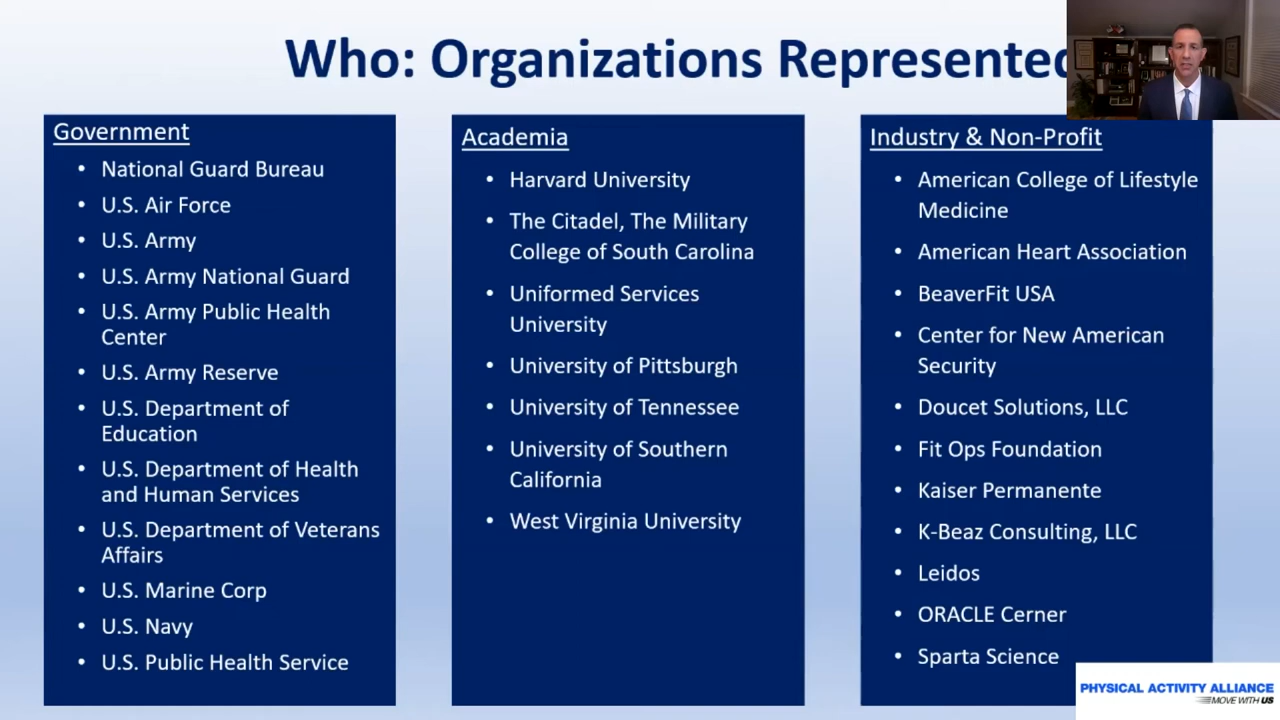 Who: Organizations Represented
Government
• National Guard Bureau
• U.S. Air Force
• U.S. Army
• U.S. Army National Guard
• U.S. Army Public Health
Center
• U.S. Army Reserve
• U.S. Department of
Education
• U.S. Department of Health
and Human Services
• U.S. Department of Veterans
Affairs
• U.S. Marine Corp
• U.S. Navy
• U.S. Public Health Service
Academia
• Harvard University
• The Citadel, The Military
College of South Carolina
• Uniformed Services
University
• University of Pittsburgh
• University of Tennessee
• University of Southern
California
• West Virginia University
Industry & Non-Profit
• American College of Lifestyle
Medicine
• American Heart Association
• BeaverFit USA
• Center for New American
Security
• Doucet Solutions, LLC
• Fit Ops Foundation
• Kaiser Permanente
• K-Beaz Consulting, LLC
• Leidos
• ORACLE Cerner
• Sparta Science
PHYSICAL ACTIVITY ALLIANCE
MOVE WITH US